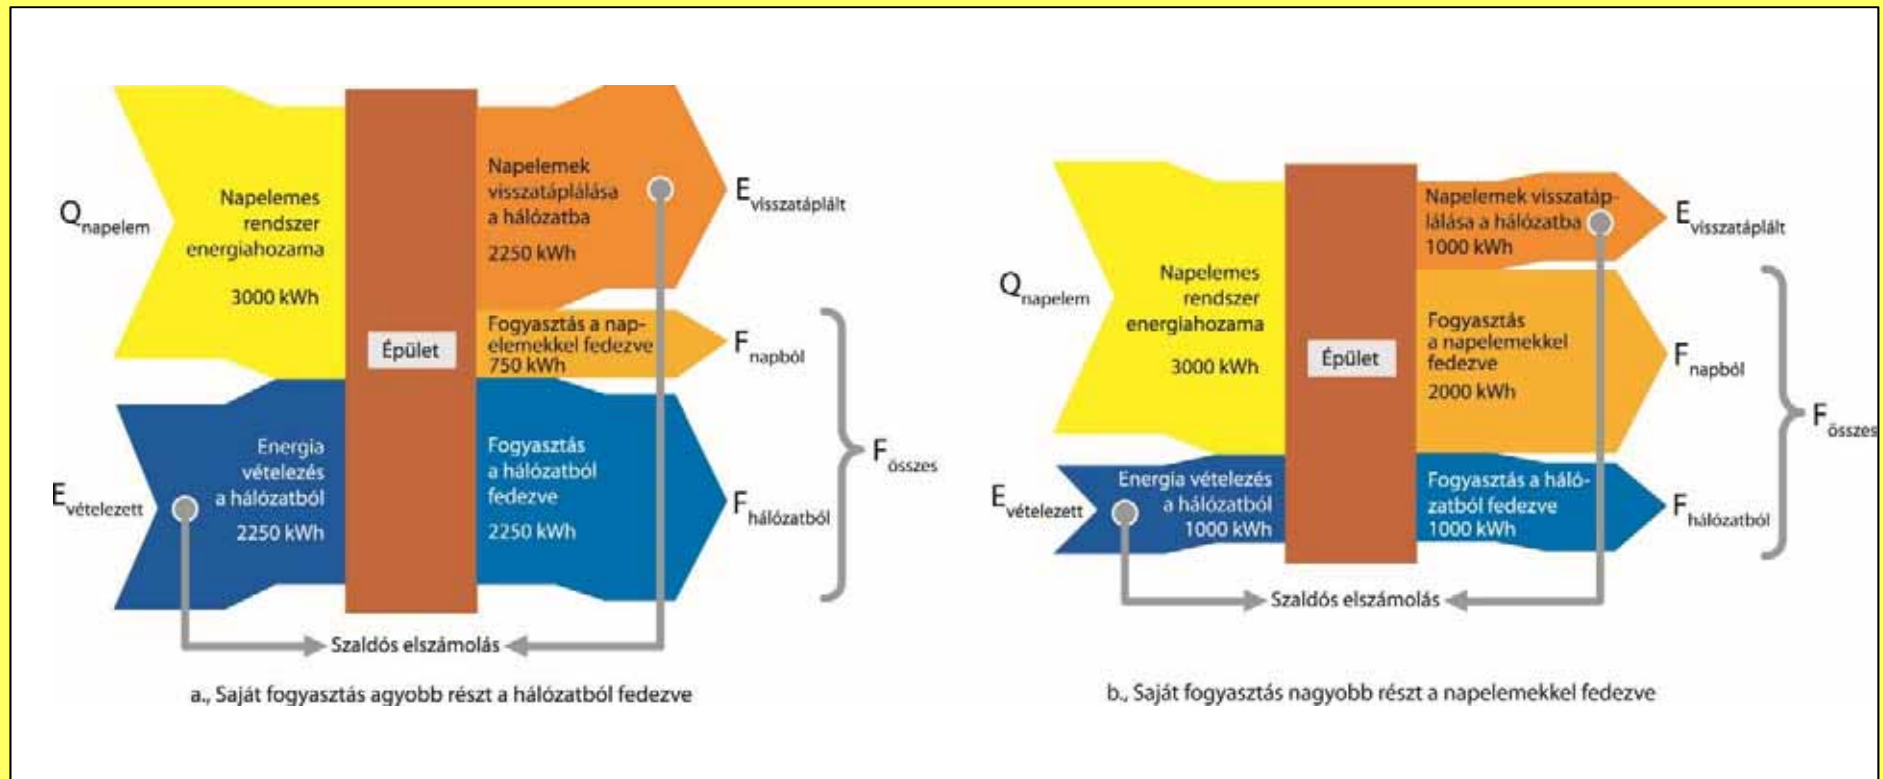 Q napelem
Napelemes
rendszer
energiahozama
3000 kWh
E vételezett
Energia
vételezés
a hálózatból
2250 kWh
Épület
Napelemek
visszatáplálása
a hálózatba
2250 kWh
Fogyasztás a nap-
elemekkel fedezve
750 kWh
Fogyasztás
a hálózatból
fedezve
2250 kWh
E visszatáplált
F napból
F hálózatból
F összes
Szaldós elszámolás
a., Saját fogyasztás agyobb részt a hálózatból fedezve
Q napelem
Napelemes
rendszer
energiahozama
3000 kWh
E vételezett
Energia vételezés
a hálózatból
1000 kWh
Épület
Napelemek visszatáp-
lálása a hálózatba
1000 kWh
Fogyasztás
a napelemekkel
fedezve
2000 kWh
Fogyasztás a háló-
zatból fedezve
1000 kWh
E visszatáplált
F napból
F hálózatból
F összes
Szaldós elszámolás
b., Saját fogyasztás nagyobb részt a napelemekkel fedezve